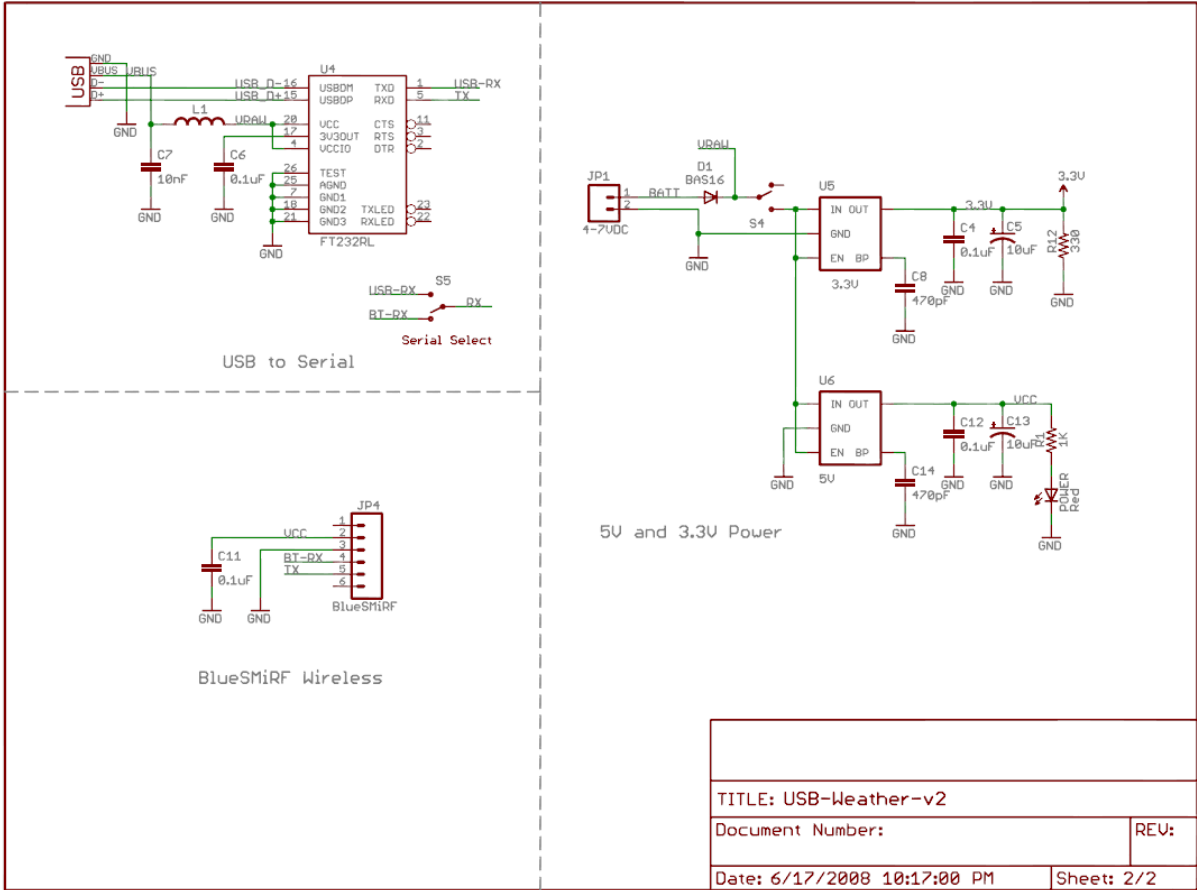 USB
GND
VBUS VBUS
D-
D+
USB_D-
USB_D+
L1
VRAW
GND
C7
10nF
GND
C6
0.1uF
GND
U4
16 USBDM TXD 1 USB-RX
15 USBDP RXD 5 TX
20 VCC CTS 11
17 3V3OUT RTS 3
4 VCCIO DTR 2
26 TEST
25 AGND
7 GND1
18 GND2 TXLED 23
21 GND3 RXLED 22
FT232RL
GND
S5
USB-RX
RX
BT-RX
Serial Select
USB to Serial
JP4
1
VCC 2
3
BT-RX 4
TX 5
6
BlueSMiRF
C11
0.1uF
GND
GND
BlueSMiRF Wireless
VRAW
D1
BAS16
JP1
1 BATT
2
4-7VDC
S4
GND
U5
IN OUT
GND
EN BP
3.3V
3.3V
3.3V
C4
0.1uF
GND
C5
10uF
GND
R12
330
GND
C8
470pF
GND
U6
IN OUT
GND
EN BP
5V
GND
VCC
C12
0.1uF
GND
C13
10uF
GND
R1
1K
POWER
Red
GND
C14
470pF
GND
5V and 3.3V Power
TITLE: USB-Weather-v2
Document Number:
REV:
Date: 6/17/2008 10:17:00 PM
Sheet: 2/2